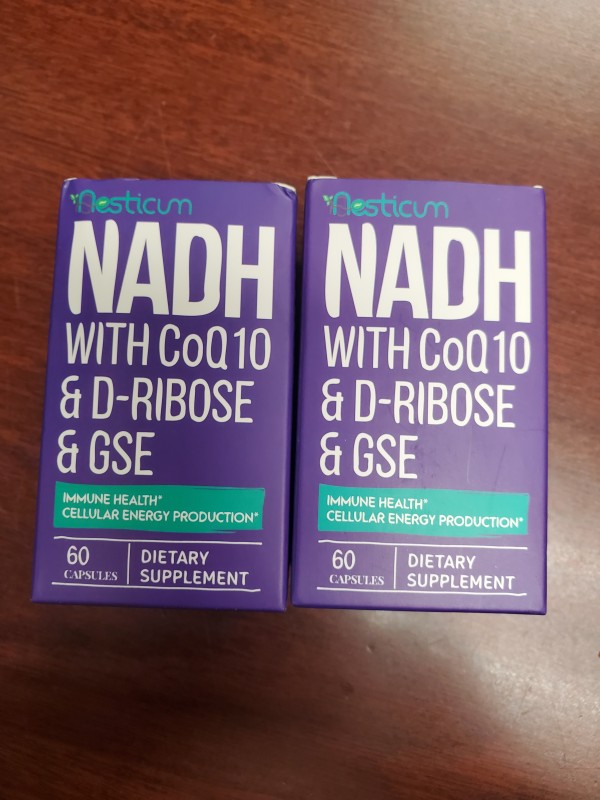 Nesticum
NADH
WITH CoQ10
& D-RIBOSE
& GSE
IMMUNE HEALTH*
CELLULAR ENERGY PRODUCTION*
60
CAPSULES
DIETARY
SUPPLEMENT
Nesticum
NADH
WITH CoQ10
& D-RIBOSE
& GSE
IMMUNE HEALTH*
CELLULAR ENERGY PRODUCTION*
60
CAPSULES
DIETARY
SUPPLEMENT